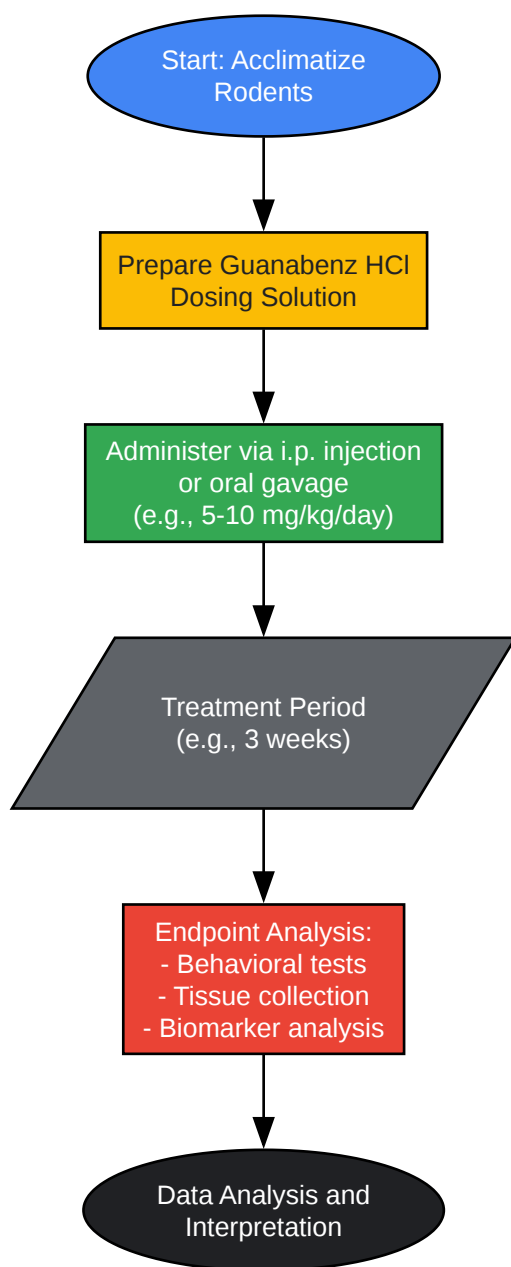 Start: Acclimatize
Rodents
Prepare Guanabenz HCl
Dosing Solution
Administer via i.p. injection
or oral gavage
(e.g., 5-10 mg/kg/day)
Treatment Period
(e.g., 3 weeks)
Endpoint Analysis:
- Behavioral tests
- Tissue collection
- Biomarker analysis
Data Analysis and
Interpretation